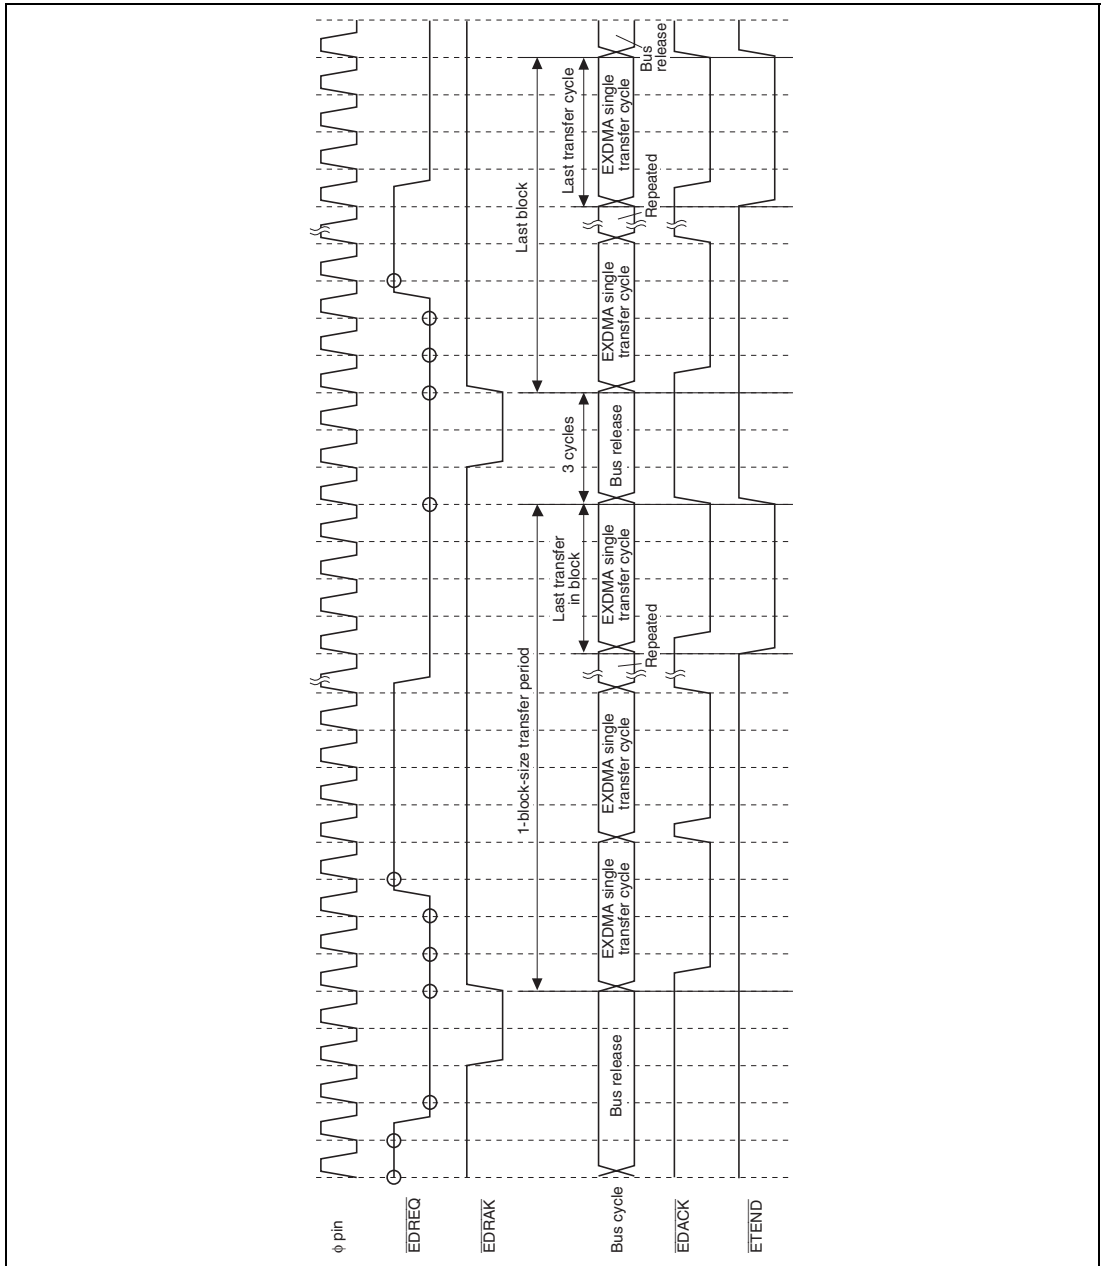 φ pin
EDREQ
EDRAK
1-block-size transfer period
Last block
Last transfer
in block
3 cycles
Last transfer cycle
Bus cycle
Bus release
EXDMA single
transfer cycle
EXDMA single
transfer cycle
Repeated
EXDMA single
transfer cycle
Bus release
EXDMA single
transfer cycle
Repeated
EXDMA single
transfer cycle
Bus
release
EDACK
ETEND